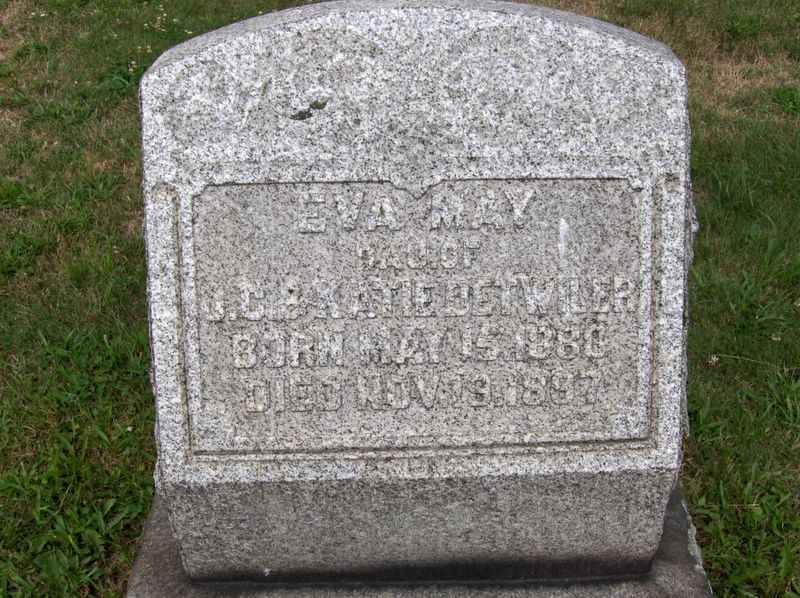 EVA MAY
DAU. OF
J. C. & KATIE DETWILER
BORN MAY 15, 1880
DIED NOV. 19, 1897